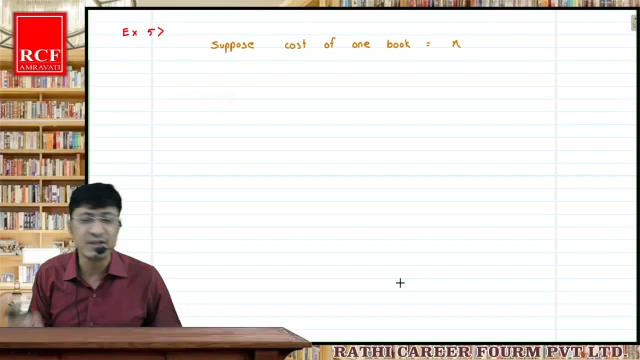 RCF
AMRAVATI
Ex 5>
Suppose cost of one book = x
RATHI CAREER FOURM PVT LTD